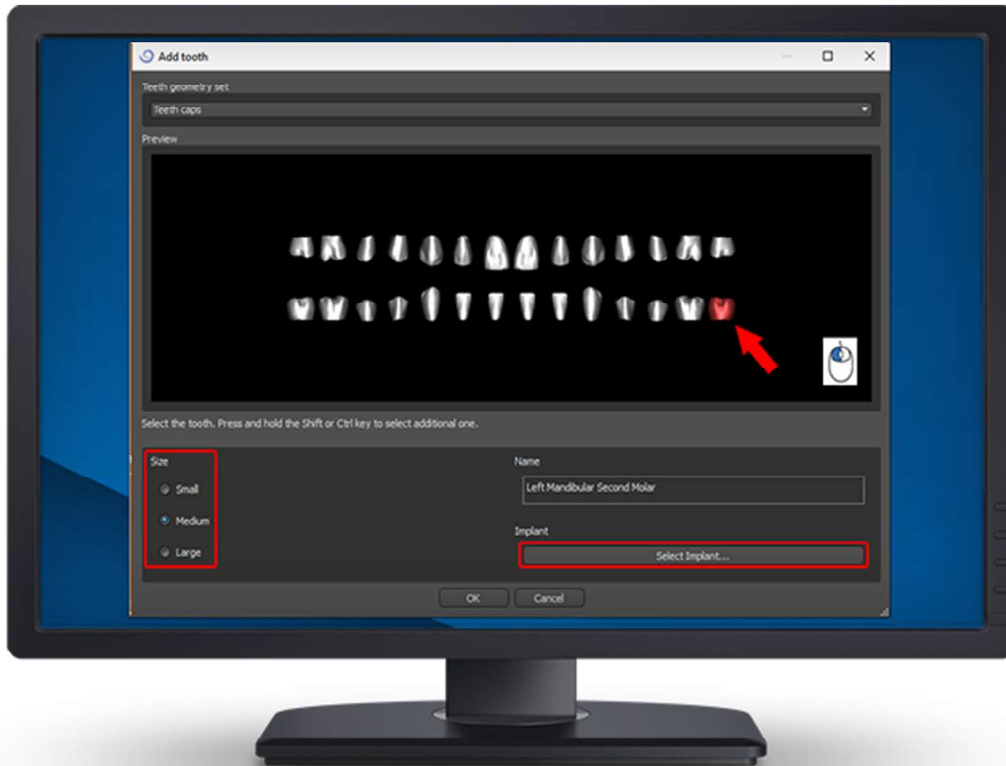 Add tooth
Teeth geometry set
Teeth caps
Preview
Select the tooth. Press and hold the Shift or Ctrl key to select additional one.
Size
Small
Medium
Large
Name
Left Mandibular Second Molar
Implant
Select Implant...
OK
Cancel